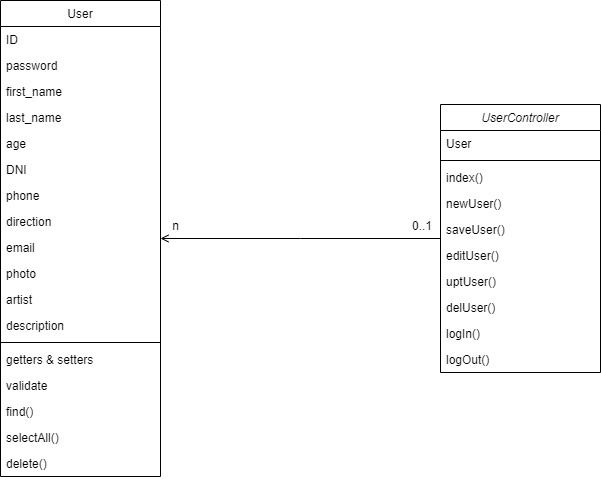 User
ID
password
first_name
last_name
age
DNI
phone
direction
email
photo
artist
description
getters & setters
validate
find()
selectAll()
delete()
n
0..1
UserController
User
index()
newUser()
saveUser()
editUser()
uptUser()
delUser()
logIn()
logOut()